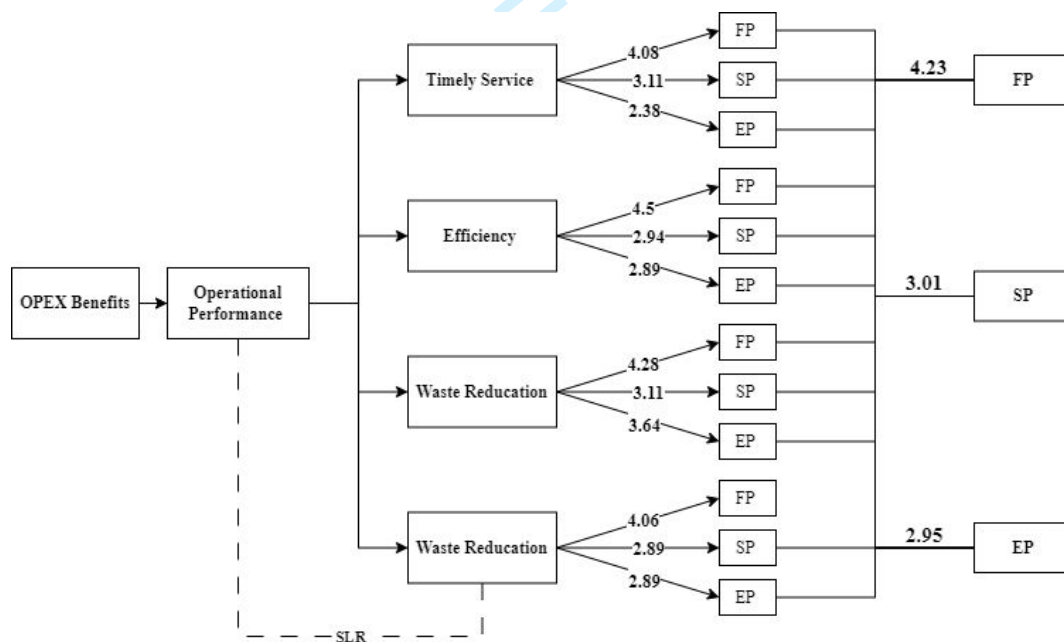 OPEX Benefits
Operational
Performance
Timely Service
4.08
FP
3.11
SP
2.38
EP
Efficiency
4.5
FP
2.94
SP
2.89
EP
Waste Reducation
4.28
FP
3.11
SP
3.64
EP
Waste Reducation
4.06
FP
2.89
SP
2.89
EP
4.23
FP
3.01
SP
2.95
EP
SLR